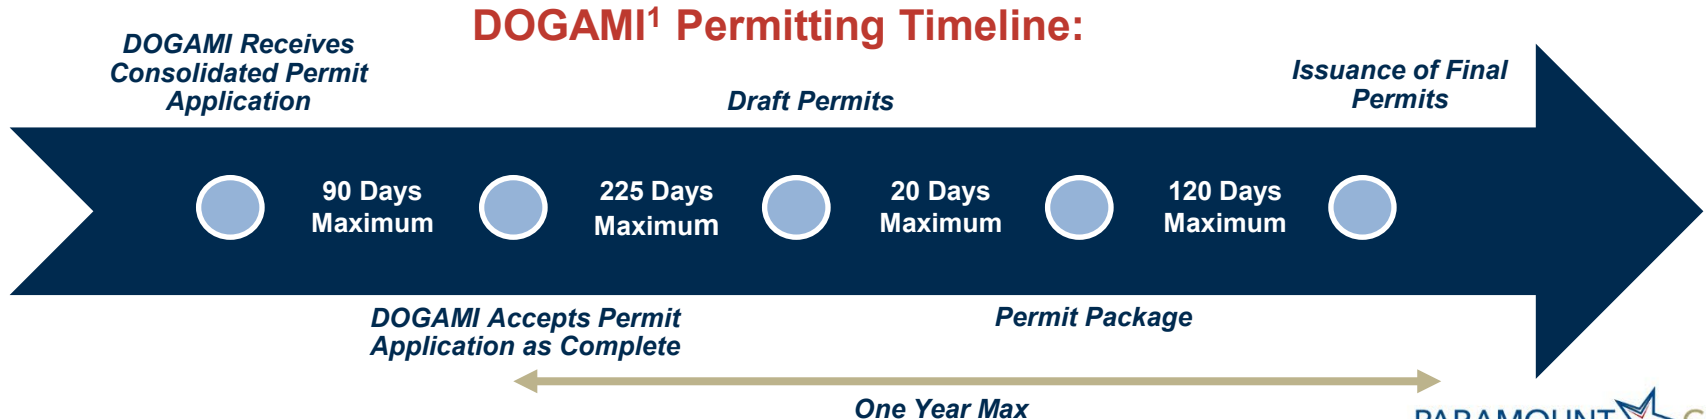 DOGAMI¹ Permitting Timeline:
DOGAMI Receives
Consolidated Permit
Application
Draft Permits
Issuance of Final
Permits
90 Days
Maximum
225 Days
Maximum
20 Days
Maximum
120 Days
Maximum
DOGAMI Accepts Permit
Application as Complete
Permit Package
One Year Max
PARAMOUNT